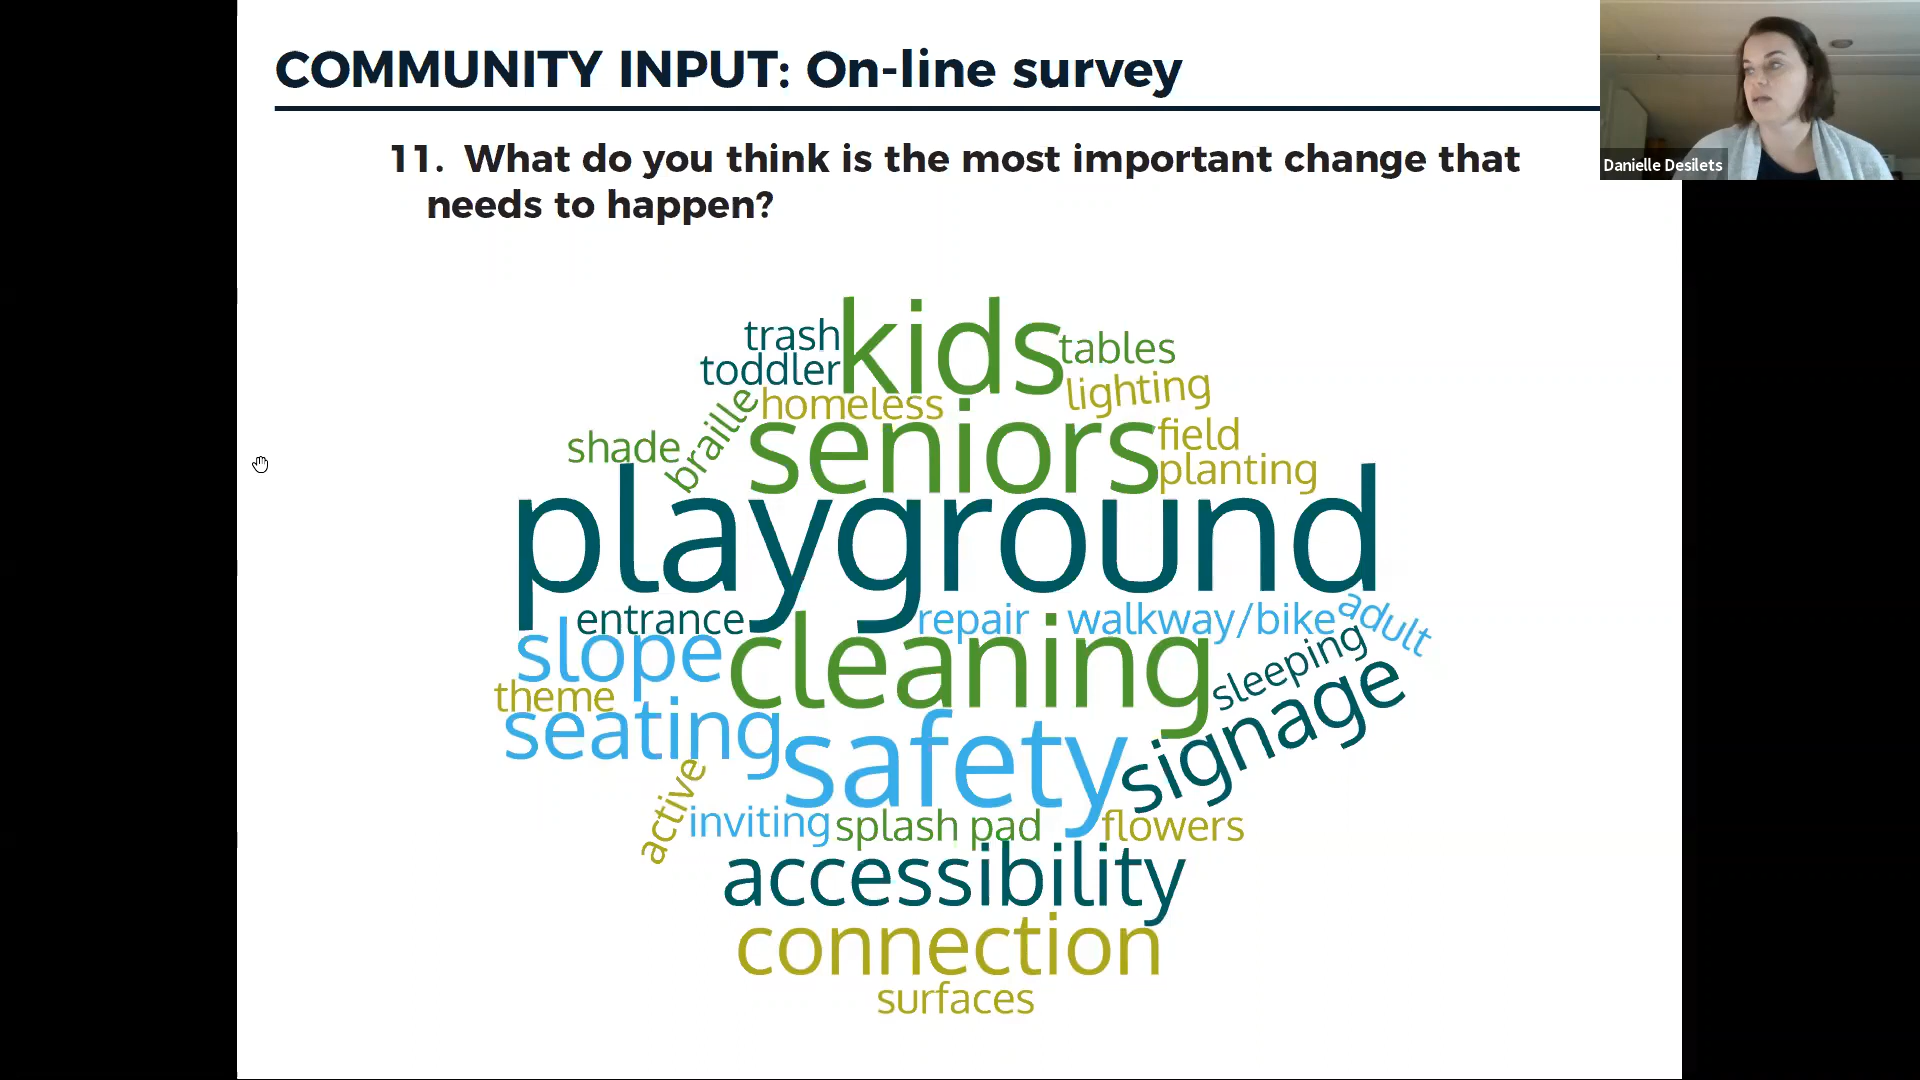 COMMUNITY INPUT: On-line survey
Danielle Desilets
11. What do you think is the most important change that
needs to happen?
kids
trash
tables
toddler
lighting
homeless
braille
seniors
field
shade
planting
playground
entrance
repair
walkway/bike
adult
slope
cleaning
sleeping
theme
seating
signage
safety
active
inviting
splash pad
flowers
accessibility
connection
surfaces